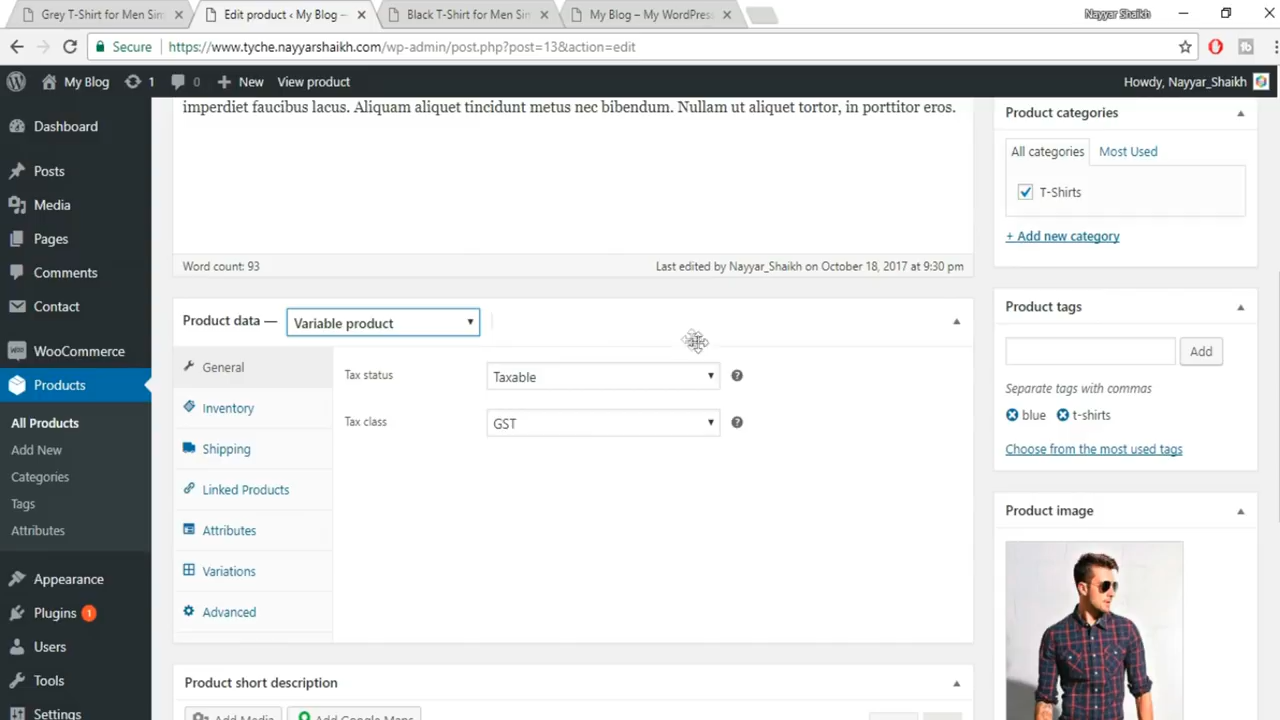 Grey T-Shirt for Men Sim
Edit product ‹ My Blog —
Black T-Shirt for Men Sin
My Blog – My WordPress
Nayyar Shaikh
Secure
https://www.tyche.nayyarshaikh.com/wp-admin/post.php?post=13&action=edit
My Blog
1
0
New
View product
Howdy, Nayyar_Shaikh
Dashboard
Posts
Media
Pages
Comments
Contact
WooCommerce
Products
All Products
Add New
Categories
Tags
Attributes
Appearance
Plugins 1
Users
Tools
Settings
imperdiet faucibus lacus. Aliquam aliquet tincidunt metus nec bibendum. Nullam ut aliquet tortor, in porttitor eros.
Word count: 93
Last edited by Nayyar_Shaikh on October 18, 2017 at 9:30 pm
Product data —
Variable product
General
Inventory
Shipping
Linked Products
Attributes
Variations
Advanced
Tax status
Taxable
Tax class
GST
Product short description
Add Media
Add Google Maps
Product categories
All categories
Most Used
T-Shirts
+ Add new category
Product tags
Add
Separate tags with commas
blue
t-shirts
Choose from the most used tags
Product image